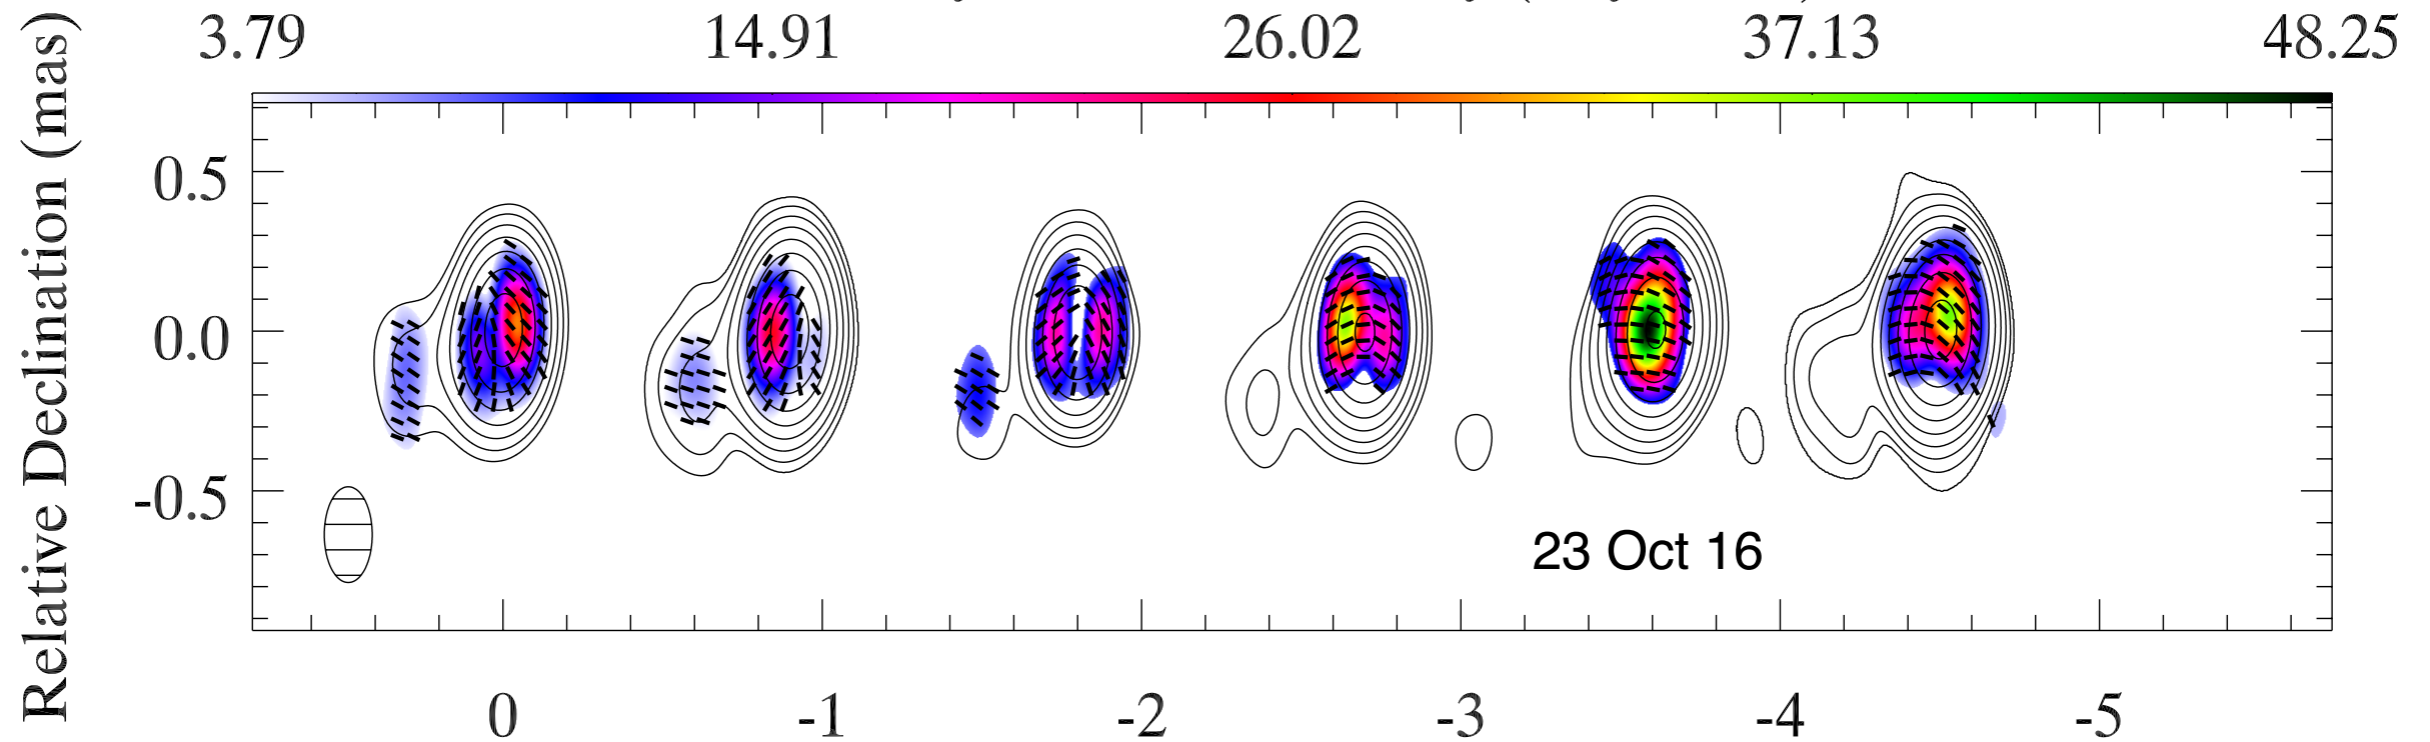 3.79 14.91 26.02 37.13 48.25
Relative Declination (mas)
0.5
0.0
-0.5
23 Oct 16
0 -1 -2 -3 -4 -5